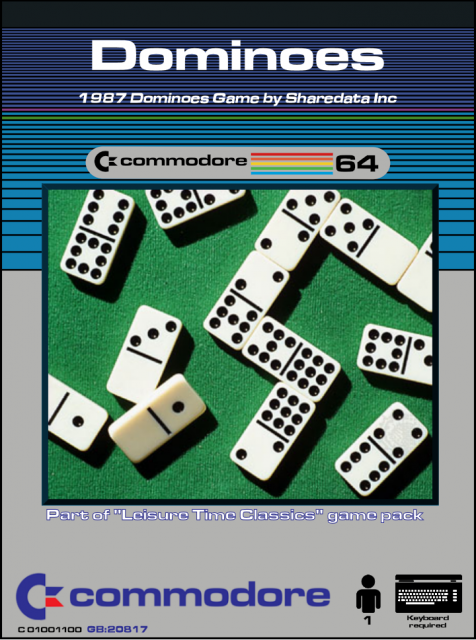 Dominoes
1987 Dominoes Game by Sharedata Inc
commodore 64
Part of "Leisure Time Classics" game pack
commodore
1
Keyboard
required
C01001100 GB:20817